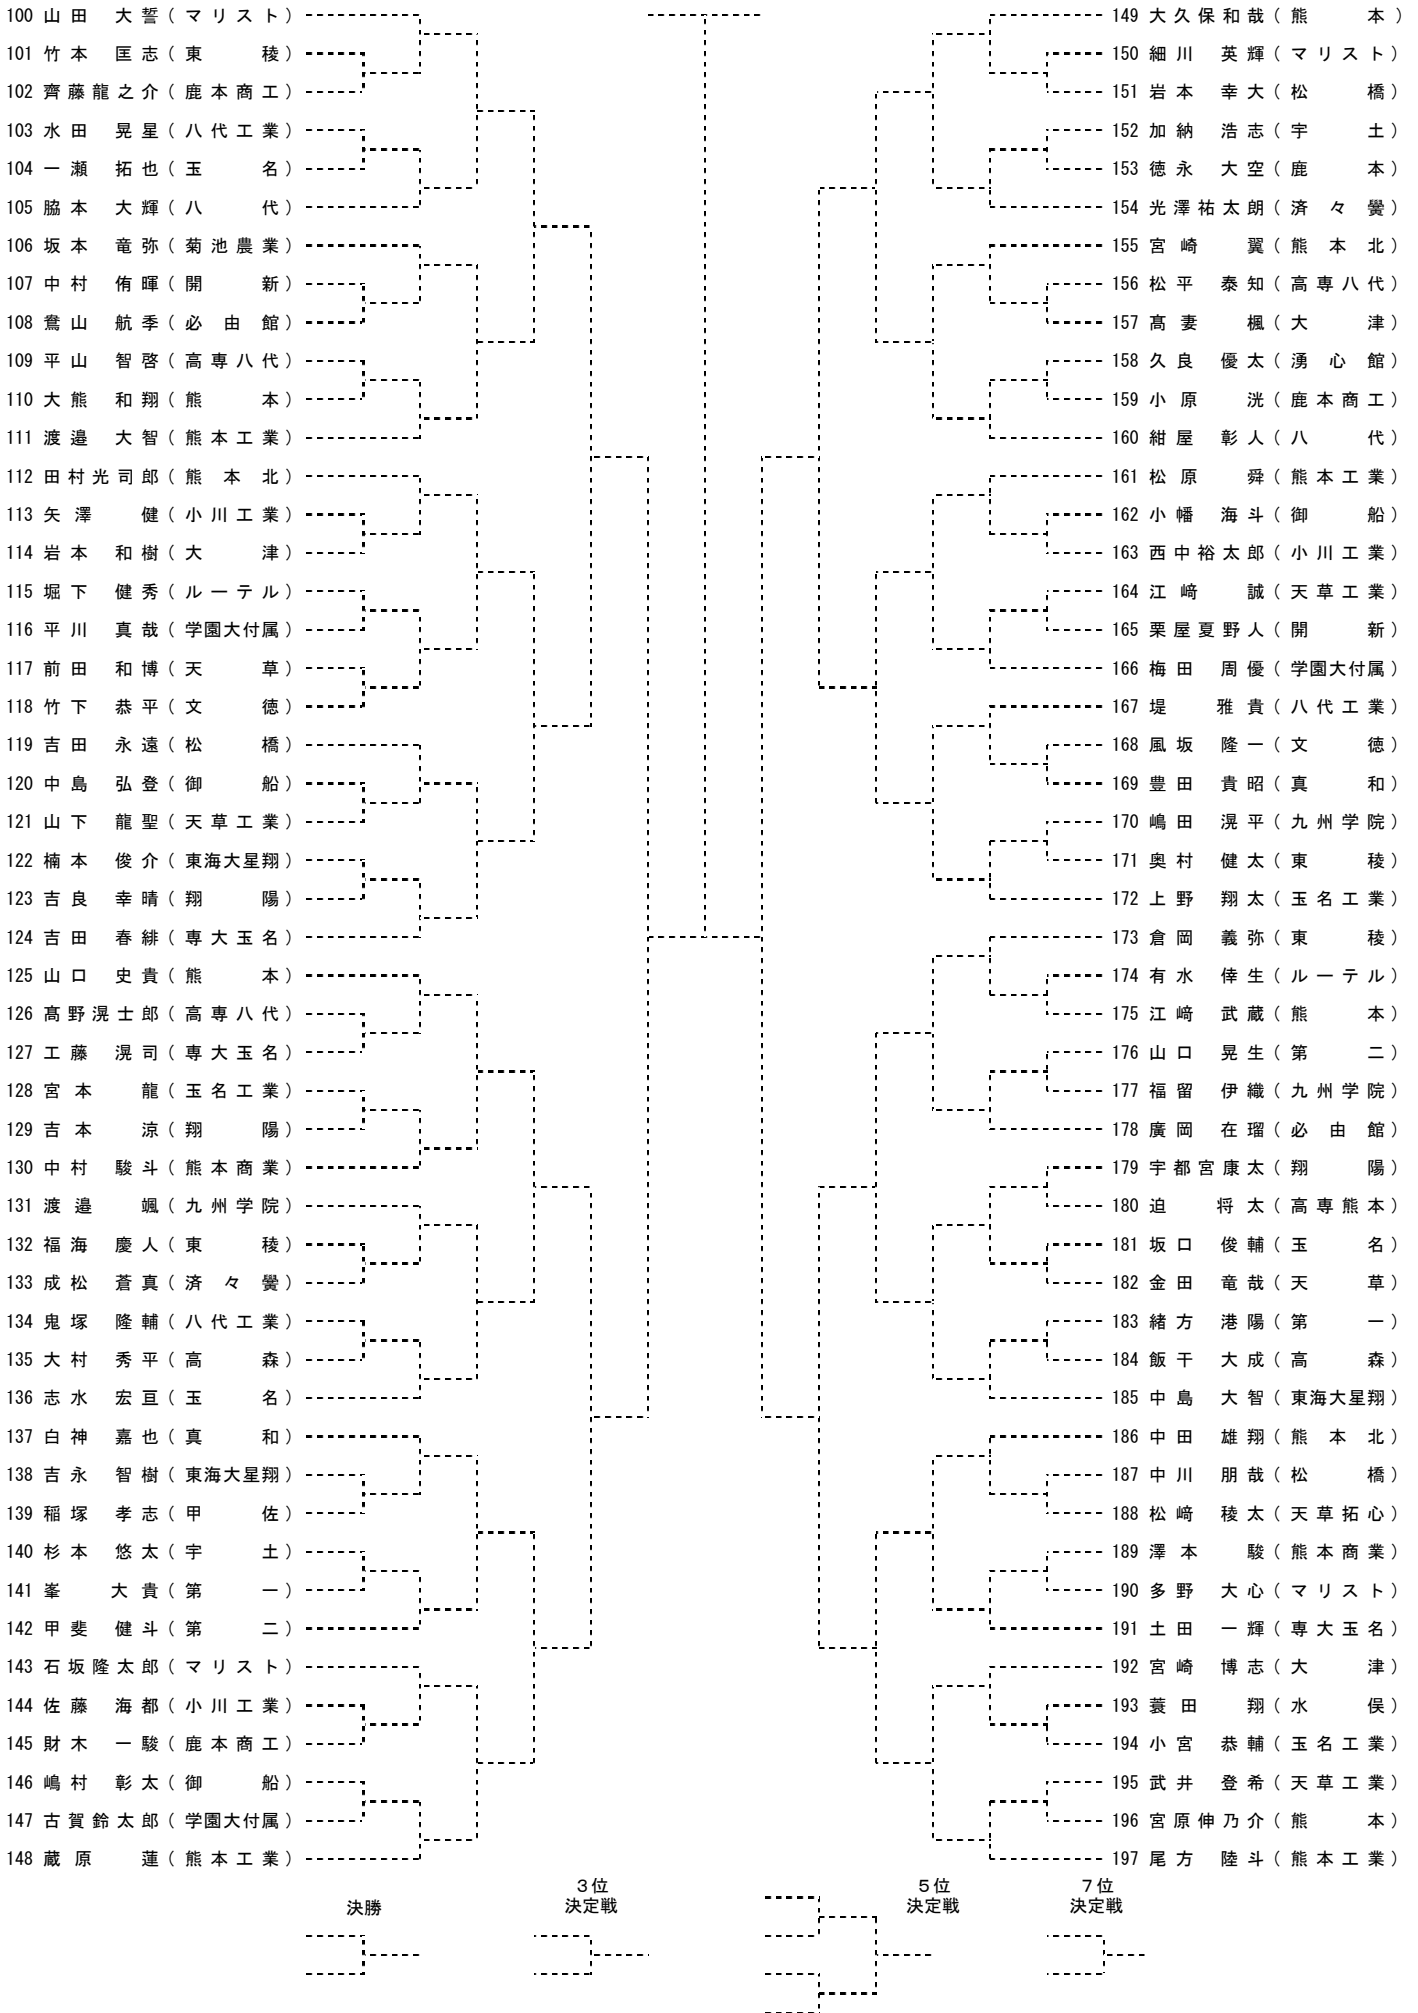 100 山田 大誓(マリスト)
101 竹本 匡志(東 稜)
102 齊藤龍之介(鹿本商工)
103 水田 晃星(八代工業)
104 一瀬 拓也(玉 名)
105 脇本 大輝(八 代)
106 坂本 竜弥(菊池農業)
107 中村 侑暉(開 新)
108 鴦山 航季(必由館)
109 平山 智啓(高専八代)
110 大熊 和翔(熊 本)
111 渡邉 大智(熊本工業)
112 田村光司郎(熊本北)
113 矢澤 健(小川工業)
114 岩本 和樹(大 津)
115 堀下 健秀(ルーテル)
116 平川 真哉(学園大付属)
117 前田 和博(天 草)
118 竹下 恭平(文 徳)
119 吉田 永遠(松 橋)
120 中島 弘登(御 船)
121 山下 龍聖(天草工業)
122 楠本 俊介(東海大星翔)
123 吉良 幸晴(翔 陽)
124 吉田 春緋(専大玉名)
125 山口 史貴(熊 本)
126 髙野滉士郎(高専八代)
127 工藤 滉司(専大玉名)
128 宮本 龍(玉名工業)
129 吉本 涼(翔 陽)
130 中村 駿斗(熊本商業)
131 渡邉 颯(九州学院)
132 福海 慶人(東 稜)
133 成松 蒼真(済々黌)
134 鬼塚 隆輔(八代工業)
135 大村 秀平(高 森)
136 志水 宏亘(玉 名)
137 白神 嘉也(真 和)
138 吉永 智樹(東海大星翔)
139 稲塚 孝志(甲 佐)
140 杉本 悠太(宇 土)
141 峯 大貴(第 一)
142 甲斐 健斗(第 二)
143 石坂隆太郎(マリスト)
144 佐藤 海都(小川工業)
145 財木 一駿(鹿本商工)
146 嶋村 彰太(御 船)
147 古賀鈴太郎(学園大付属)
148 蔵原 蓮(熊本工業)
149 大久保和哉(熊 本)
150 細川 英輝(マリスト)
151 岩本 幸大(松 橋)
152 加納 浩志(宇 土)
153 徳永 大空(鹿 本)
154 光澤祐太朗(済々黌)
155 宮崎 翼(熊本北)
156 松平 泰知(高専八代)
157 髙妻 楓(大 津)
158 久良 優太(湧心館)
159 小原 洸(鹿本商工)
160 紺屋 彰人(八 代)
161 松原 舜(熊本工業)
162 小幡 海斗(御 船)
163 西中裕太郎(小川工業)
164 江﨑 誠(天草工業)
165 栗屋夏野人(開 新)
166 梅田 周優(学園大付属)
167 堤 雅貴(八代工業)
168 風坂 隆一(文 徳)
169 豊田 貴昭(真 和)
170 嶋田 滉平(九州学院)
171 奥村 健太(東 稜)
172 上野 翔太(玉名工業)
173 倉岡 義弥(東 稜)
174 有水 倖生(ルーテル)
175 江﨑 武蔵(熊 本)
176 山口 晃生(第 二)
177 福留 伊織(九州学院)
178 廣岡 在瑠(必由館)
179 宇都宮康太(翔 陽)
180 迫 将太(高専熊本)
181 坂口 俊輔(玉 名)
182 金田 竜哉(天 草)
183 緒方 港陽(第 一)
184 飯干 大成(高 森)
185 中島 大智(東海大星翔)
186 中田 雄翔(熊本北)
187 中川 朋哉(松 橋)
188 松﨑 稜太(天草拓心)
189 澤本 駿(熊本商業)
190 多野 大心(マリスト)
191 土田 一輝(専大玉名)
192 宮崎 博志(大 津)
193 蓑田 翔(水 俣)
194 小宮 恭輔(玉名工業)
195 武井 登希(天草工業)
196 宮原伸乃介(熊 本)
197 尾方 陸斗(熊本工業)
決勝
3位
決定戦
5位
決定戦
7位
決定戦